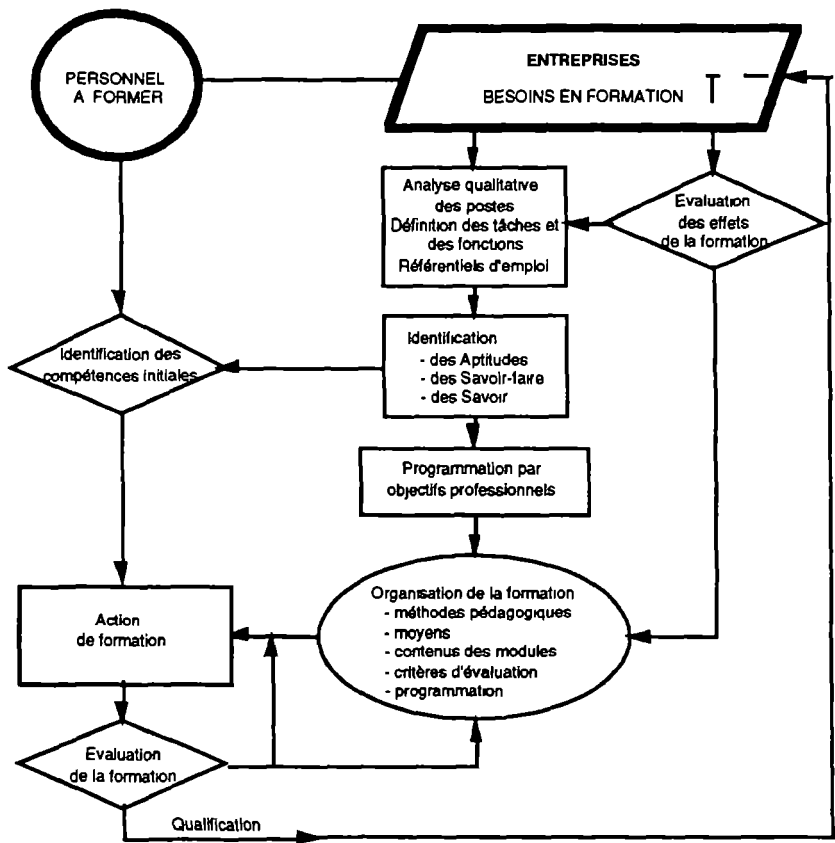 PERSONNEL
A FORMER
ENTREPRISES
BESOINS EN FORMATION
Analyse qualitative
des postes
Définition des tâches et
des fonctions
Référentiels d'emploi
Evaluation
des effets
de la formation
Identification des
compétences initiales
Identification
- des Aptitudes
- des Savoir-faire
- des Savoir
Programmation par
objectifs professionnels
Action
de formation
Organisation de la formation
- méthodes pédagogiques
- moyens
- contenus des modules
- critères d'évaluation
- programmation
Evaluation
de la formation
Qualification